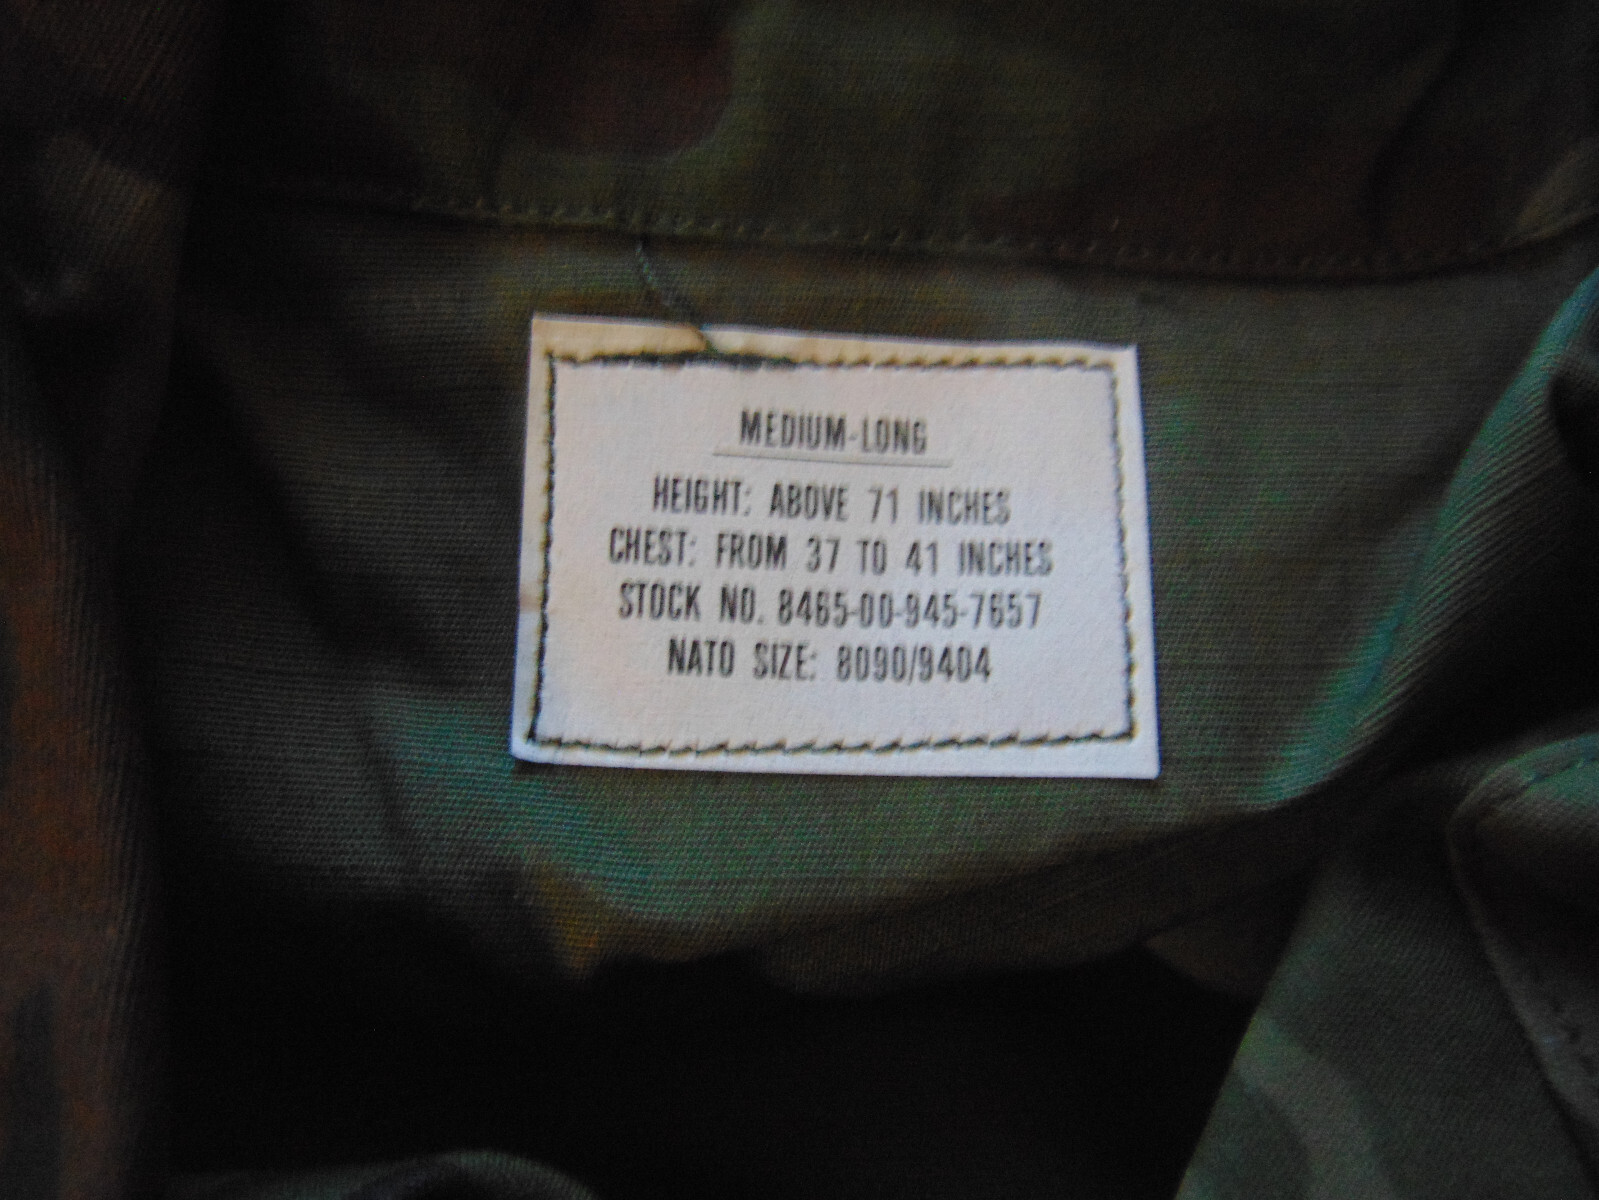 MEDIUM-LONG
HEIGHT: ABOVE 71 INCHES
CHEST: FROM 37 TO 41 INCHES
STOCK NO. 8465-00-945-7657
NATO SIZE: 8090/9404